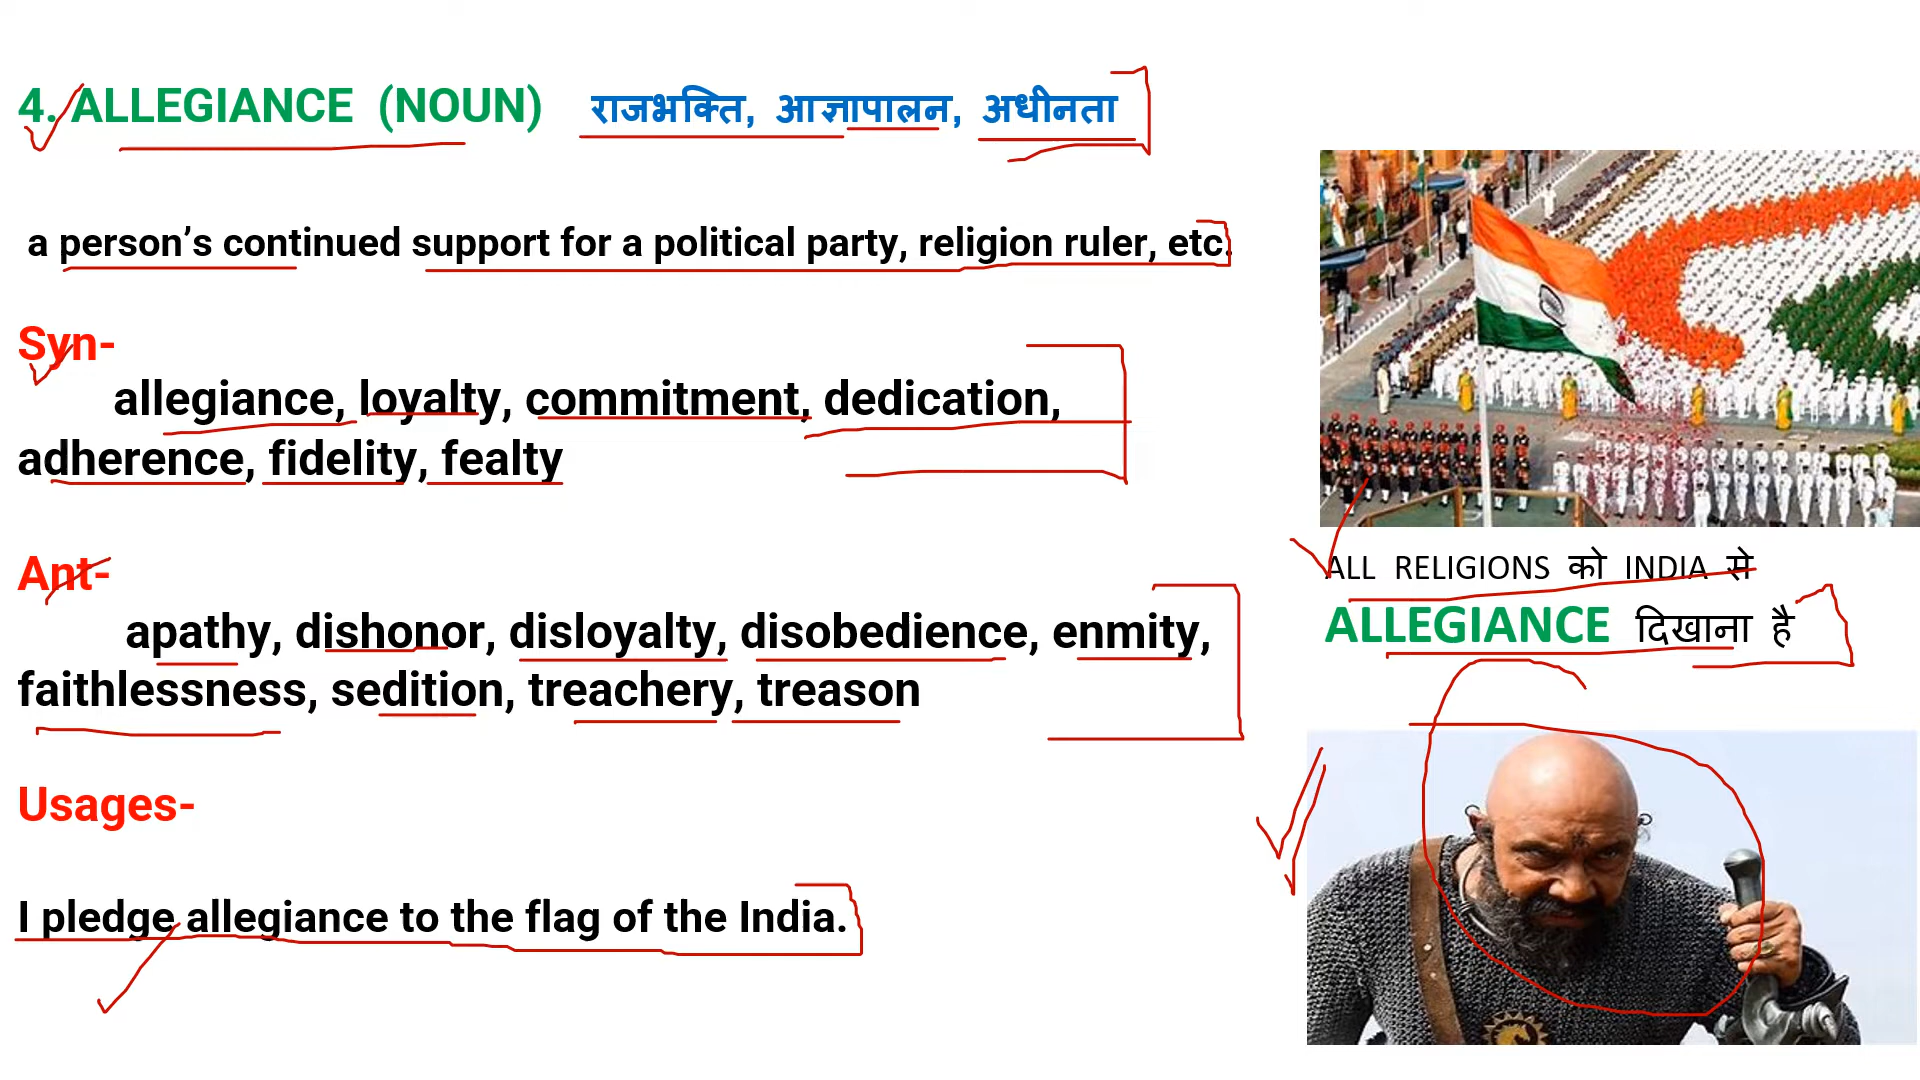 4. ALLEGIANCE (NOUN) राजभक्ति, आज्ञापालन, अधीनता
a person’s continued support for a political party, religion ruler, etc.
Syn-
allegiance, loyalty, commitment, dedication,
adherence, fidelity, fealty
Ant-
apathy, dishonor, disloyalty, disobedience, enmity,
faithlessness, sedition, treachery, treason
Usages-
I pledge allegiance to the flag of the India.
ALL RELIGIONS को INDIA से
ALLEGIANCE दिखाना है